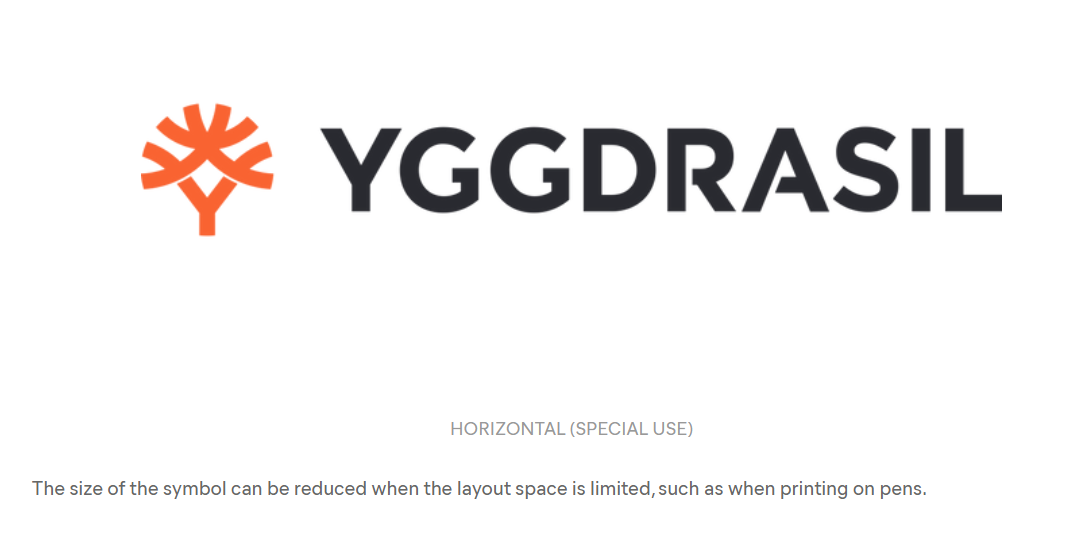 YGGDRASIL
HORIZONTAL (SPECIAL USE)
The size of the symbol can be reduced when the layout space is limited, such as when printing on pens.